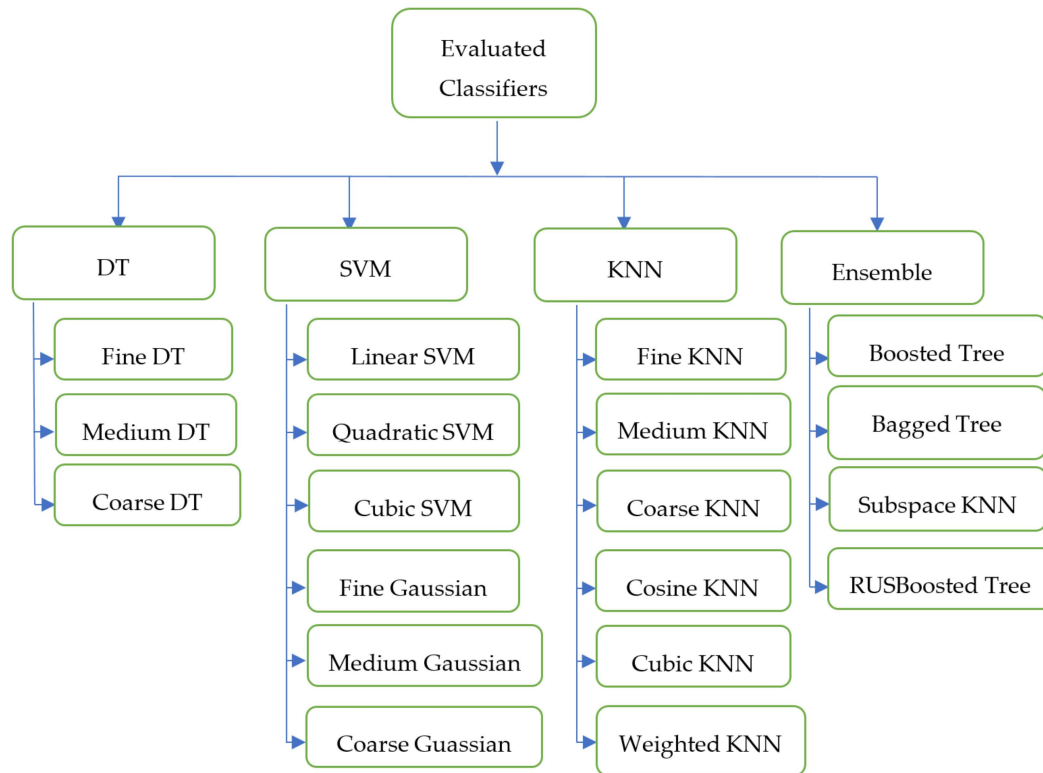 Evaluated
Classifiers
DT
SVM
KNN
Ensemble
Fine DT
Medium DT
Coarse DT
Linear SVM
Quadratic SVM
Cubic SVM
Fine Gaussian
Medium Gaussian
Coarse Guassian
Fine KNN
Medium KNN
Coarse KNN
Cosine KNN
Cubic KNN
Weighted KNN
Boosted Tree
Bagged Tree
Subspace KNN
RUSBoosted Tree